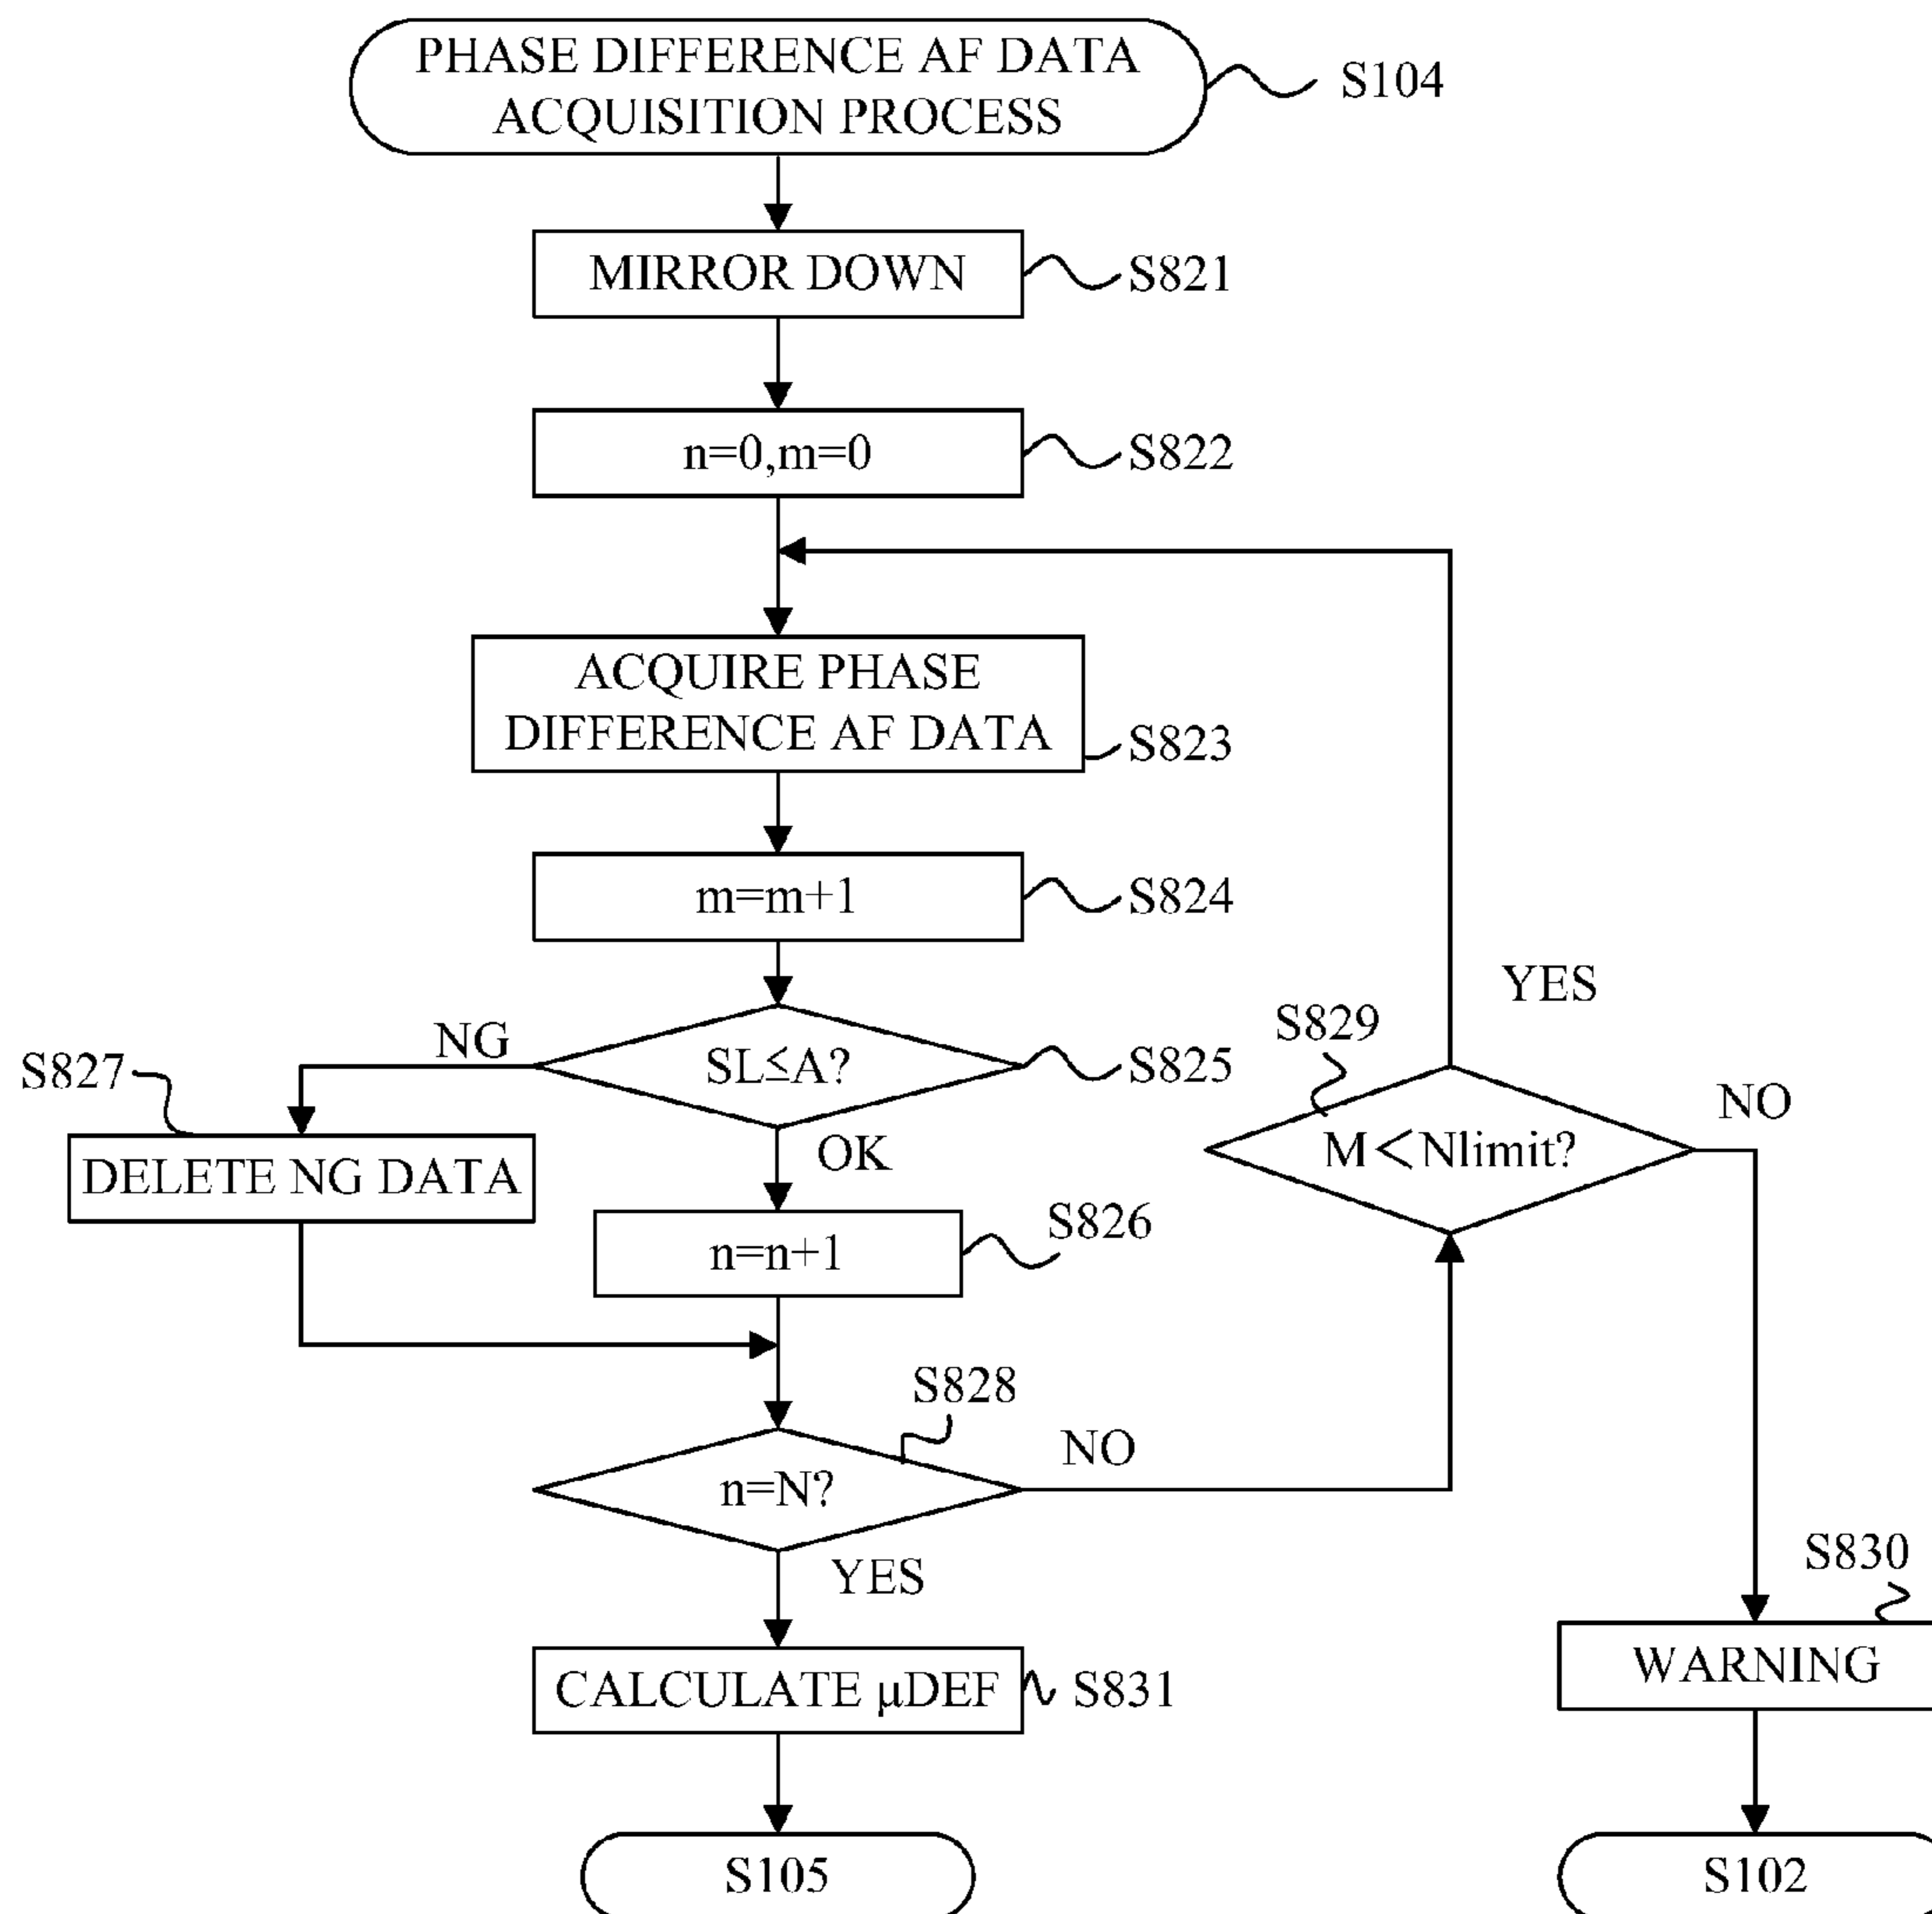 PHASE DIFFERENCE AF DATA
ACQUISITION PROCESS
S104
MIRROR DOWN
S821
n=0,m=0
S822
ACQUIRE PHASE
DIFFERENCE AF DATA
S823
m=m+1
S824
SL≤A?
S825
NG
OK
S827
DELETE NG DATA
n=n+1
S826
S828
n=N?
NO
YES
S829
M<Nlimit?
YES
NO
S830
WARNING
CALCULATE μDEF
S831
S105
S102